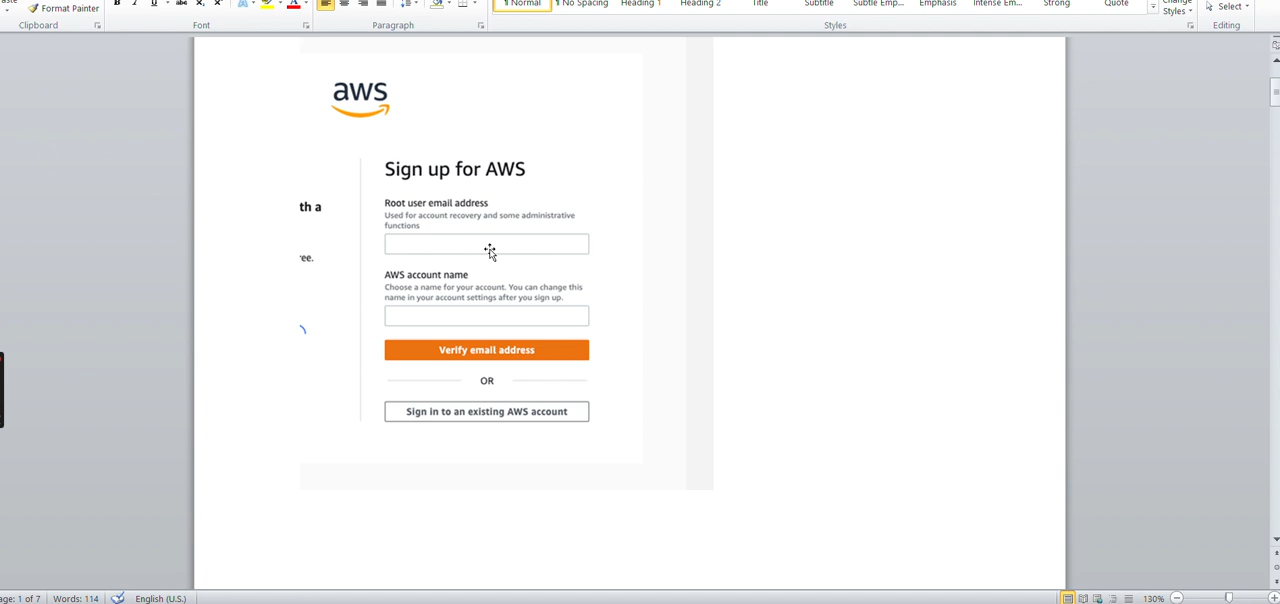 Format Painter
Change
Styles
Select
¶ Normal
¶ No Spacing
Heading 1
Heading 2
Title
Subtitle
Subtle Emp...
Emphasis
Intense Em...
Strong
Quote
Clipboard
Font
Paragraph
Styles
Editing
aws
Sign up for AWS
Root user email address
Used for account recovery and some administrative
functions
th a
ree.
AWS account name
Choose a name for your account. You can change this
name in your account settings after you sign up.
Verify email address
OR
Sign in to an existing AWS account
age: 1 of 7
Words: 114
English (U.S.)
130%